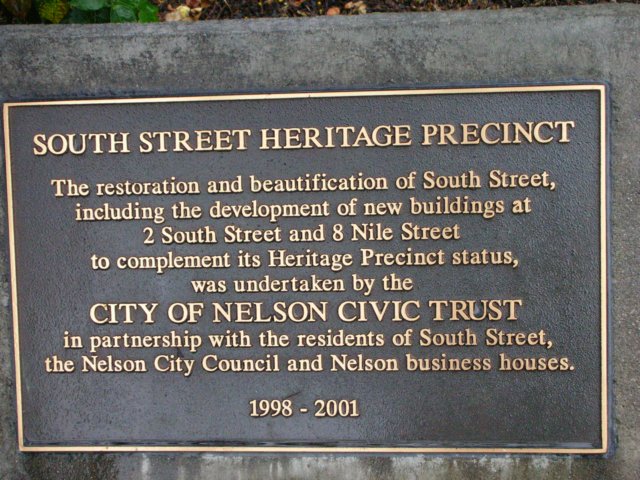 SOUTH STREET HERITAGE PRECINCT
The restoration and beautification of South Street,
including the development of new buildings at
2 South Street and 8 Nile Street
to complement its Heritage Precinct status,
was undertaken by the
CITY OF NELSON CIVIC TRUST
in partnership with the residents of South Street,
the Nelson City Council and Nelson business houses.
1998 - 2001